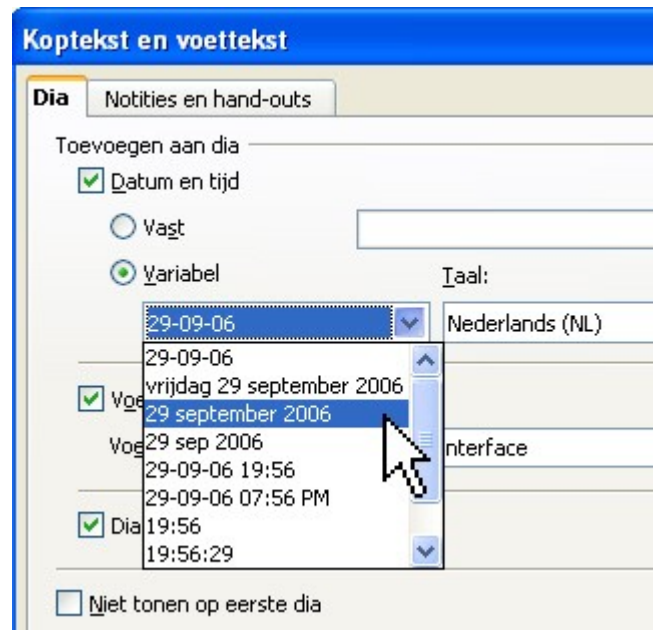 Koptekst en voettekst
Dia Notities en hand-outs
Toevoegen aan dia
Datum en tijd
Vast
Variabel Taal:
29-09-06 Nederlands (NL)
29-09-06
vrijdag 29 september 2006
29 september 2006
29 sep 2006
nterface
29-09-06 19:56
29-09-06 07:56 PM
Dia 19:56
19:56:29
Niet tonen op eerste dia